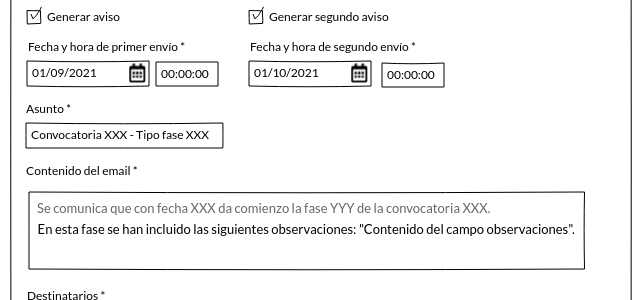 Generar aviso Generar segundo aviso
Fecha y hora de primer envío * Fecha y hora de segundo envío *
01/09/2021 00:00:00 01/10/2021 00:00:00
Asunto *
Convocatoria XXX - Tipo fase XXX
Contenido del email *
Se comunica que con fecha XXX da comienzo la fase YYY de la convocatoria XXX.
En esta fase se han incluido las siguientes observaciones: "Contenido del campo observaciones".
Destinatarios *